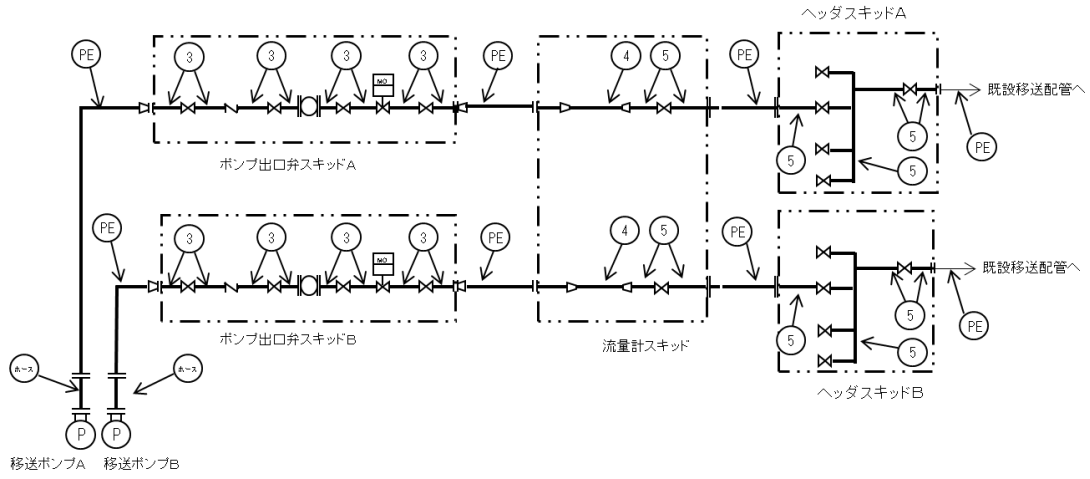 ヘッダスキッドA
PE 3 3 3 MO 3 PE 4 5 PE
既設移送配管へ
5 5 PE
5
ポンプ出口弁スキッドA
PE 3 3 3 MO 3 PE 4 5 PE
既設移送配管へ
5 5 PE
5
ポンプ出口弁スキッドB
流量計スキッド
ホース ホース
ヘッダスキッドB
P P
移送ポンプA 移送ポンプB